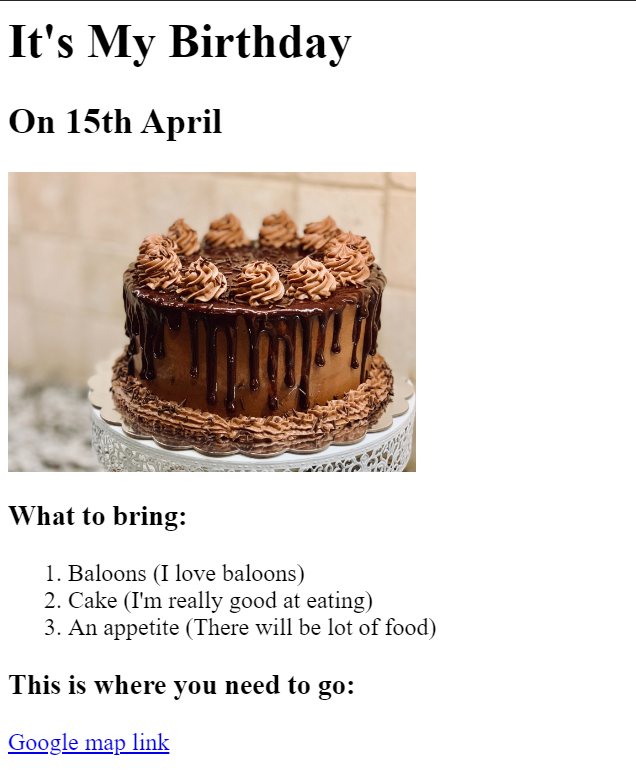 It's My Birthday
On 15th April
What to bring:
1. Baloons (I love baloons)
2. Cake (I'm really good at eating)
3. An appetite (There will be lot of food)
This is where you need to go:
Google map link